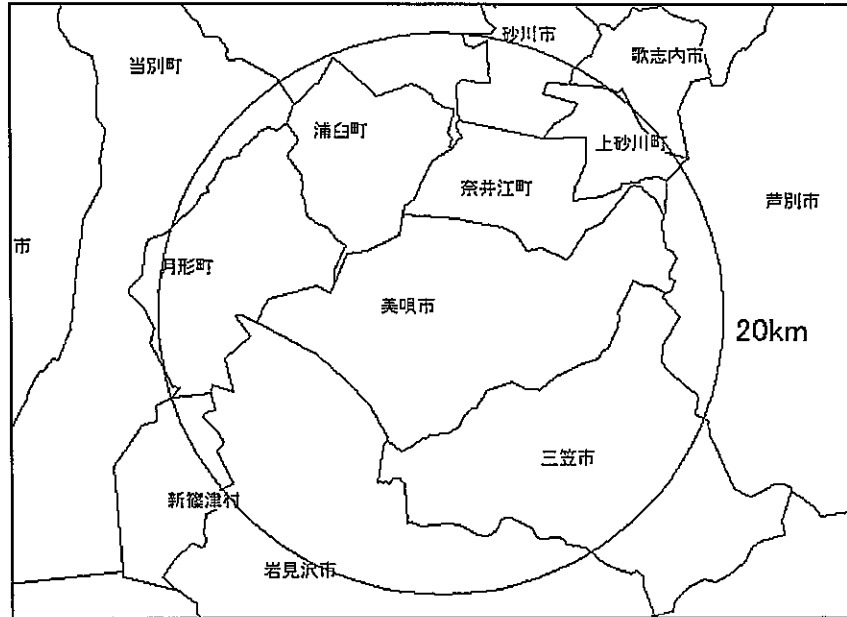 砂川市
歌志内市
当別町
浦臼町
上砂川町
奈井江町
芦別市
市
月形町
美唄市
20km
三笠市
新篠津村
岩見沢市